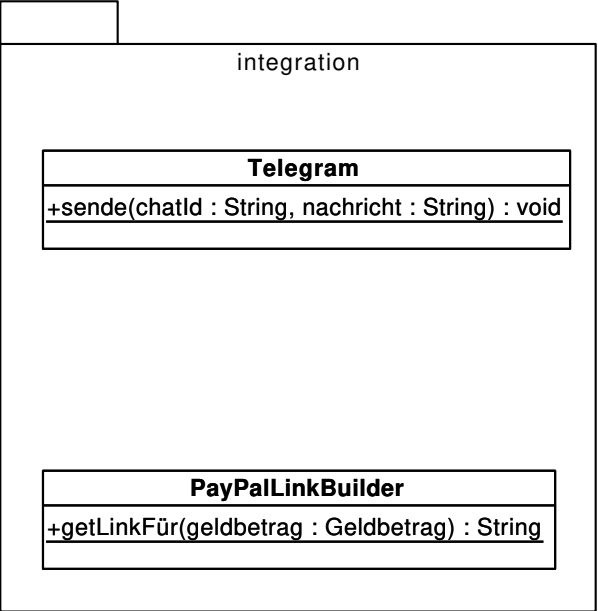 integration
Telegram
+sende(chatId : String, nachricht : String) : void
PayPalLinkBuilder
+getLinkFür(geldbetrag : Geldbetrag) : String